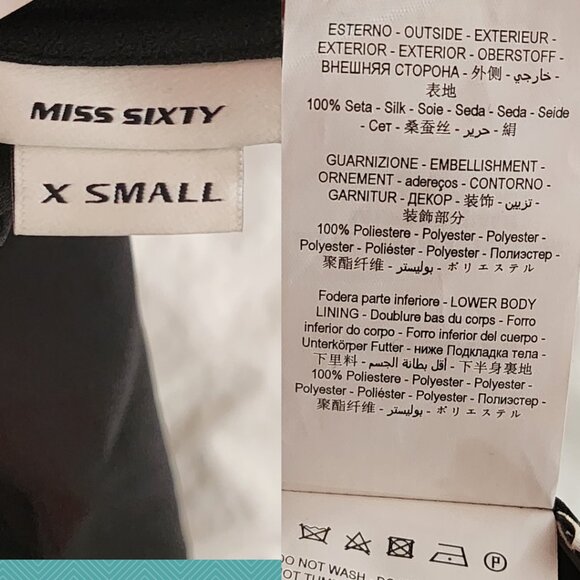 MISS SIXTY
X SMALL
ESTERNO - OUTSIDE - EXTERIEUR -
EXTERIOR - EXTERIOR - OBERSTOFF -
ВНЕШНЯЯ СТОРОНА - 外侧 - خارجي -
表地
100% Seta - Silk - Soie - Seda - Seda - Seide
- Сет - 桑蚕丝 - حرير - 絹
GUARNIZIONE - EMBELLISHMENT -
ORNEMENT - adereços - CONTORNO -
GARNITUR - ДЕКОР - 装饰 - تزيين -
装飾部分
100% Poliestere - Polyester - Polyester -
Polyester - Poliéster - Polyester - Полиэстер -
聚酯纤维 - بوليستر - ポリエステル
Fodera parte inferiore - LOWER BODY
LINING - Doublure bas du corps - Forro
inferior do corpo - Forro inferior del cuerpo -
Unterkörper Futter - ниже Подкладка тела -
下里料 - أقل بطانة الجسم - 下半身裏地
100% Poliestere - Polyester - Polyester -
Polyester - Poliéster - Polyester - Полиэстер -
聚酯纤维 - بوليستر - ポリエステル
DO NOT WASH